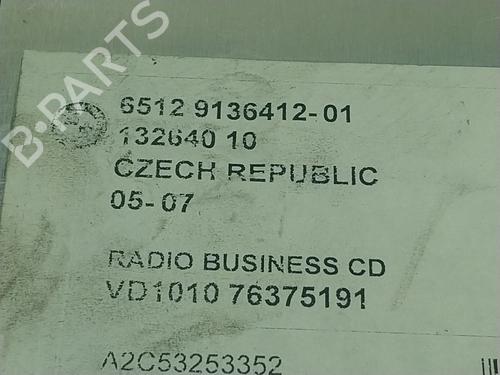 B-PARTS
6512 9136412-01
132640 10
CZECH REPUBLIC
05-07
RADIO BUSINESS CD
VD1010 76375191
A2C53253352